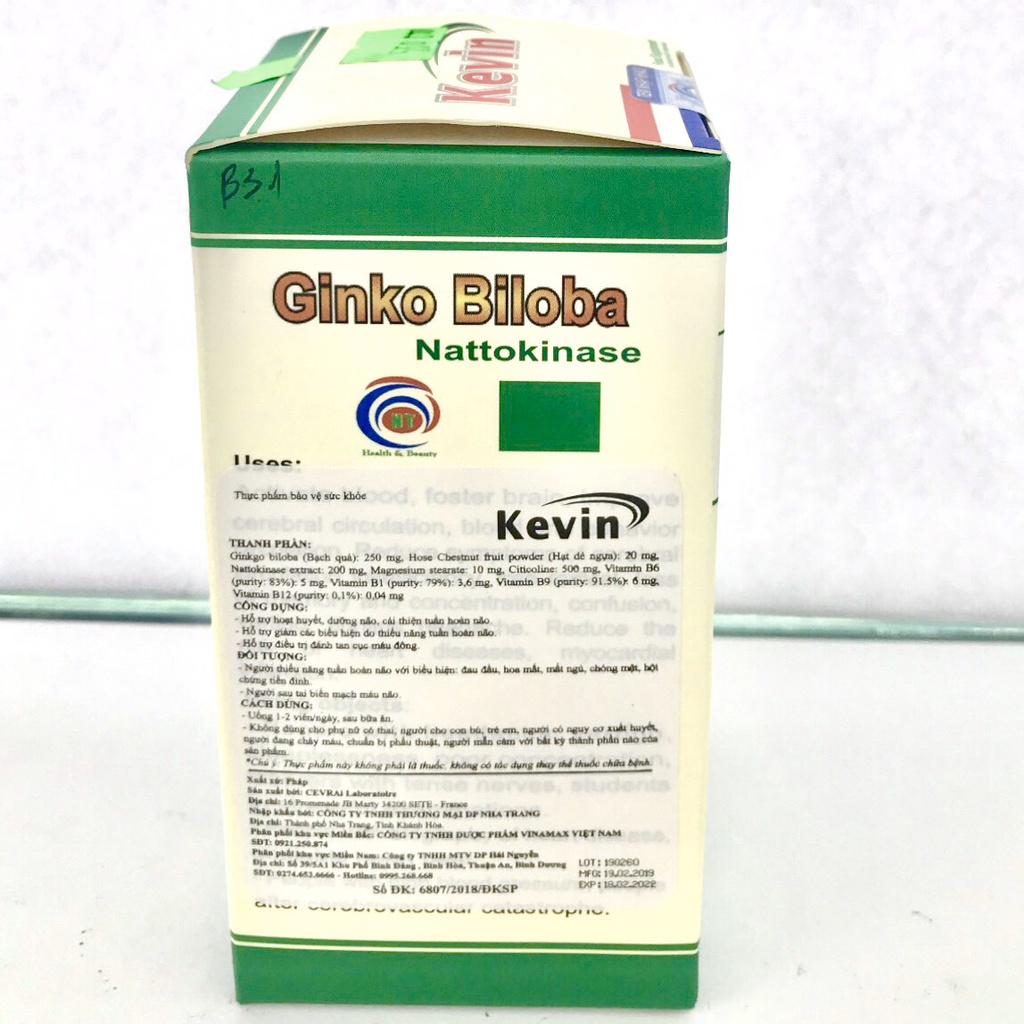 Kevin
B31
Ginko Biloba
Nattokinase
NT
Health & Beauty
Uses:
Thực phẩm bảo vệ sức khỏe
Kevin
THÀNH PHẦN:
Ginkgo biloba (Bạch quả): 250 mg, Hose Chestnut fruit powder (Hạt dẻ ngựa): 20 mg,
Nattokinase extract: 200 mg, Magnesium stearate: 10 mg, Citicoline: 500 mg, Vitamin B6
(purity: 83%): 5 mg, Vitamin B1 (purity: 79%): 3,6 mg, Vitamin B9 (purity: 91.5%): 6 mg,
Vitamin B12 (purity: 0,1%): 0,04 mg
CÔNG DỤNG:
- Hỗ trợ hoạt huyết, dưỡng não, cải thiện tuần hoàn não.
- Hỗ trợ giảm các biểu hiện do thiểu năng tuần hoàn não.
- Hỗ trợ điều trị đánh tan cục máu đông.
ĐỐI TƯỢNG:
- Người thiểu năng tuần hoàn não với biểu hiện: đau đầu, hoa mắt, mất ngủ, chóng mặt, hội
chứng tiền đình.
- Người sau tai biến mạch máu não.
CÁCH DÙNG:
- Uống 1-2 viên/ngày, sau bữa ăn.
- Không dùng cho phụ nữ có thai, người cho con bú, trẻ em, người có nguy cơ xuất huyết,
người đang chảy máu, chuẩn bị phẫu thuật, người mẫn cảm với bất kỳ thành phần nào của
sản phẩm.
*Chú ý: Thực phẩm này không phải là thuốc, không có tác dụng thay thế thuốc chữa bệnh
Xuất xứ: Pháp
Sản xuất bởi: CEVRAI Laboratoire
Địa chỉ: 16 Promenade JB Marty 34200 SETE - France
Nhập khẩu bởi: CÔNG TY TNHH THƯƠNG MẠI DP NHA TRANG
Địa chỉ: Thành phố Nha Trang, Tỉnh Khánh Hòa.
Phân phối khu vực Miền Bắc: CÔNG TY TNHH DƯỢC PHẨM VINAMAX VIỆT NAM
SĐT: 0921.250.874
Phân phối khu vực Miền Nam: Công ty TNHH MTV DP Hải Nguyễn
Địa chỉ: Số 39/5A1 Khu Phố Bình Đáng, Bình Hòa, Thuận An, Bình Dương
SĐT: 0274.653.6666 - Hotline: 0995.268.668
LOT: 190260
MFG: 19.02.2019
EXP: 18.02.2022
Số ĐK: 6807/2018/ĐKSP
after cerebrovascular catastrophe.